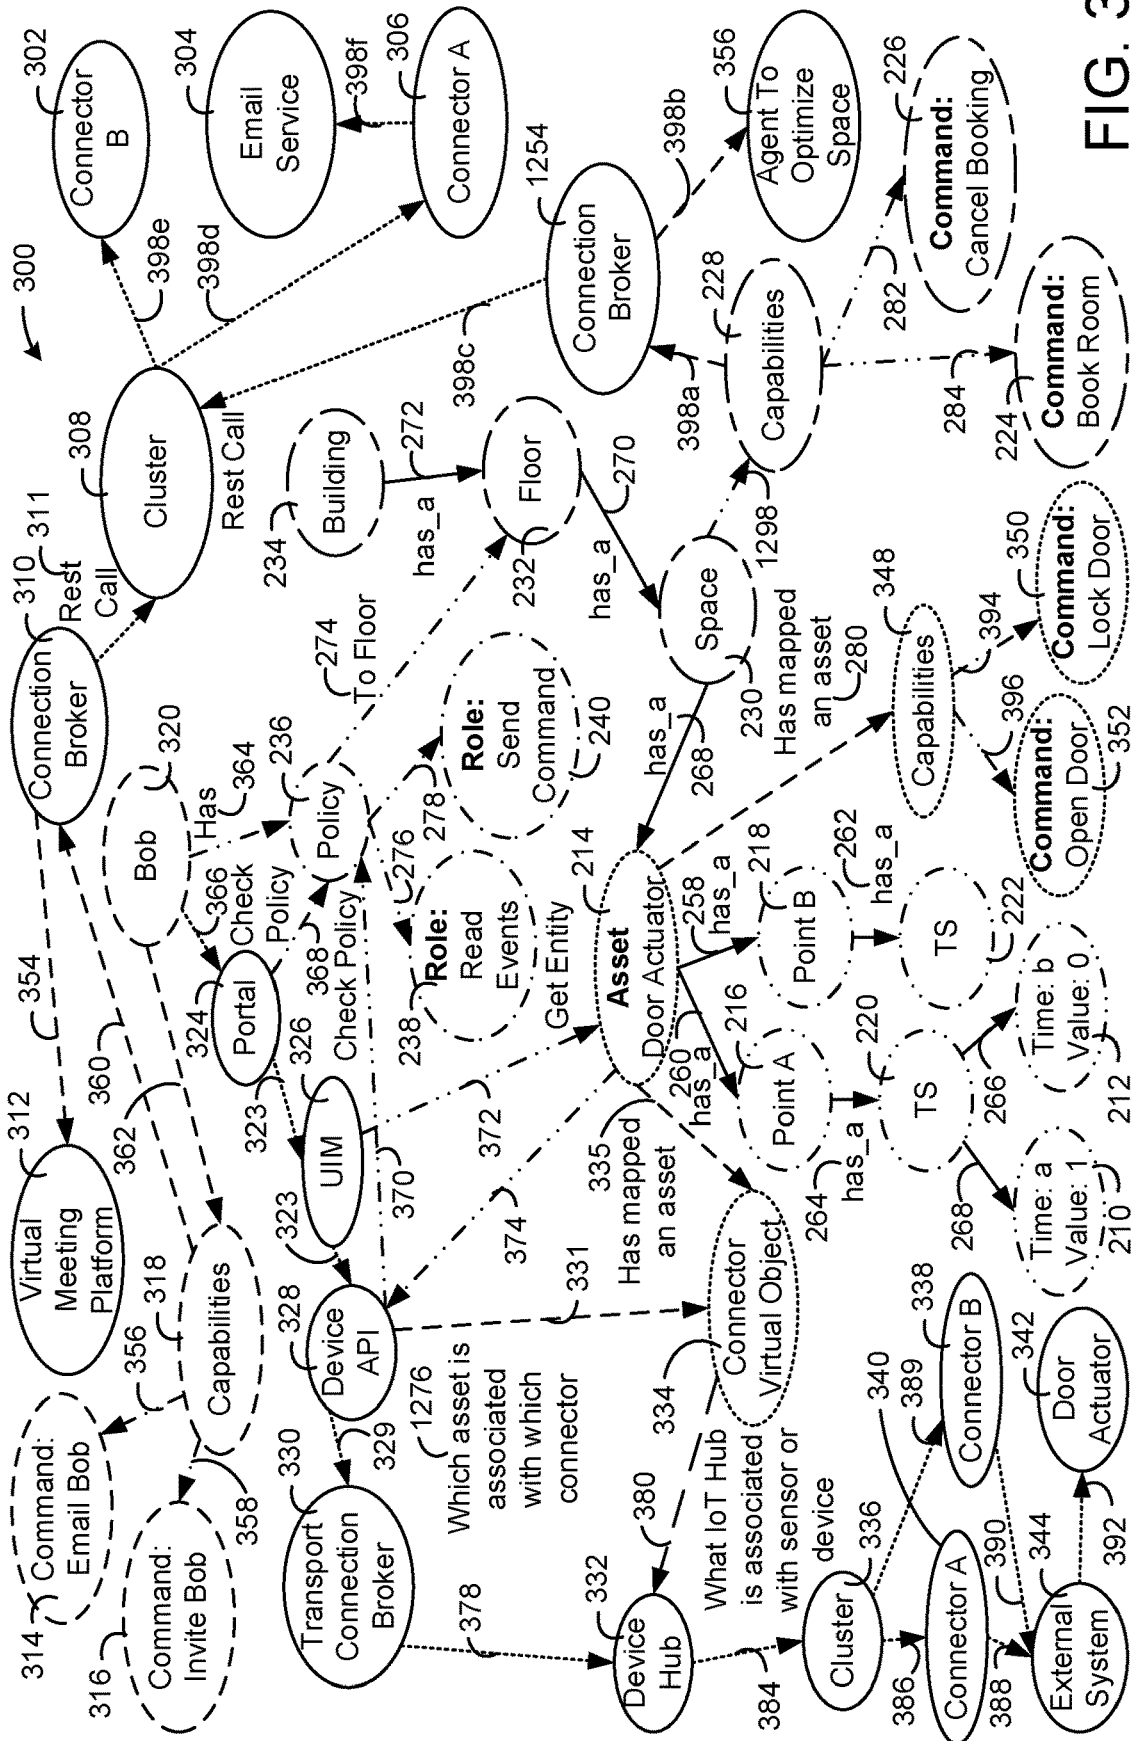 314
Command:
Email Bob
316
Command:
Invite Bob
356
358
318
Capabilities
312
Virtual
Meeting
Platform
354
360
362
310
Connection
Broker
311
Rest
Call
308
Cluster
Rest Call
300
302
Connector
B
304
Email
Service
306
Connector A
398e
398d
398f
398c
320
Bob
364
Has
366
Check
Policy
324
Portal
323
326
UIM
323
368
Check Policy
236
Policy
274
To Floor
234
Building
272
has_a
232
Floor
270
has_a
1254
Connection
Broker
398b
398a
356
Agent To
Optimize
Space
330
Transport
Connection
Broker
329
328
Device
API
370
372
374
276
278
238
Role:
Read
Events
Role:
Send
Command
240
1276
Which asset is
associated
with which
connector
331
Get Entity
214
Asset
Door Actuator
has_a
268
Space
230
1298
228
Capabilities
282
226
Command:
Cancel Booking
284
224
Command:
Book Room
378
332
Device
Hub
380
334
Connector
Virtual Object
335
Has mapped
an asset
260
has_a
258
has_a
216
Point A
218
Point B
Has mapped
an asset
280
348
Capabilities
394
396
350
Command:
Lock Door
352
Command:
Open Door
What IoT Hub
is associated
with sensor or
device
384
336
Cluster
386
340
389
338
Connector B
Connector A
388
390
344
External
System
392
342
Door
Actuator
264
has_a
262
has_a
220
TS
222
TS
268
266
Time: a
Value: 1
210
Time: b
Value: 0
212
FIG. 3